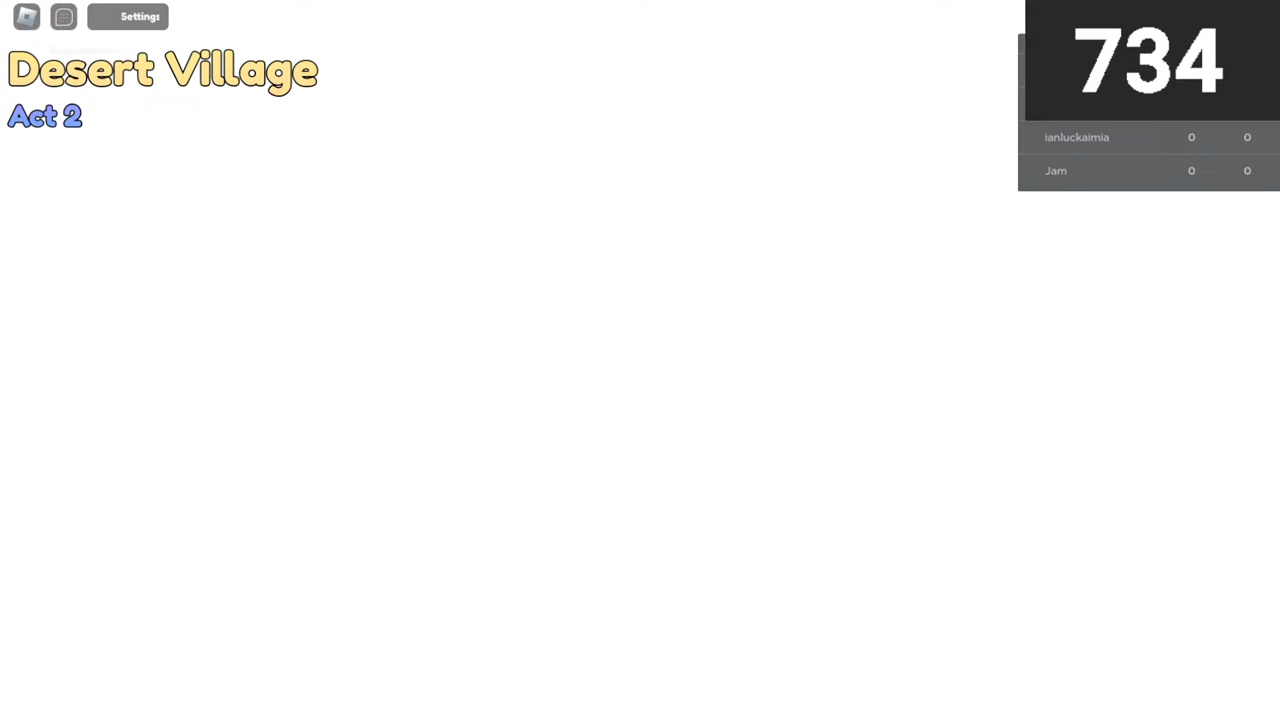 Settings
Desert Village
Act 2
734
ianluckaimia 0 0
Jam 0 0